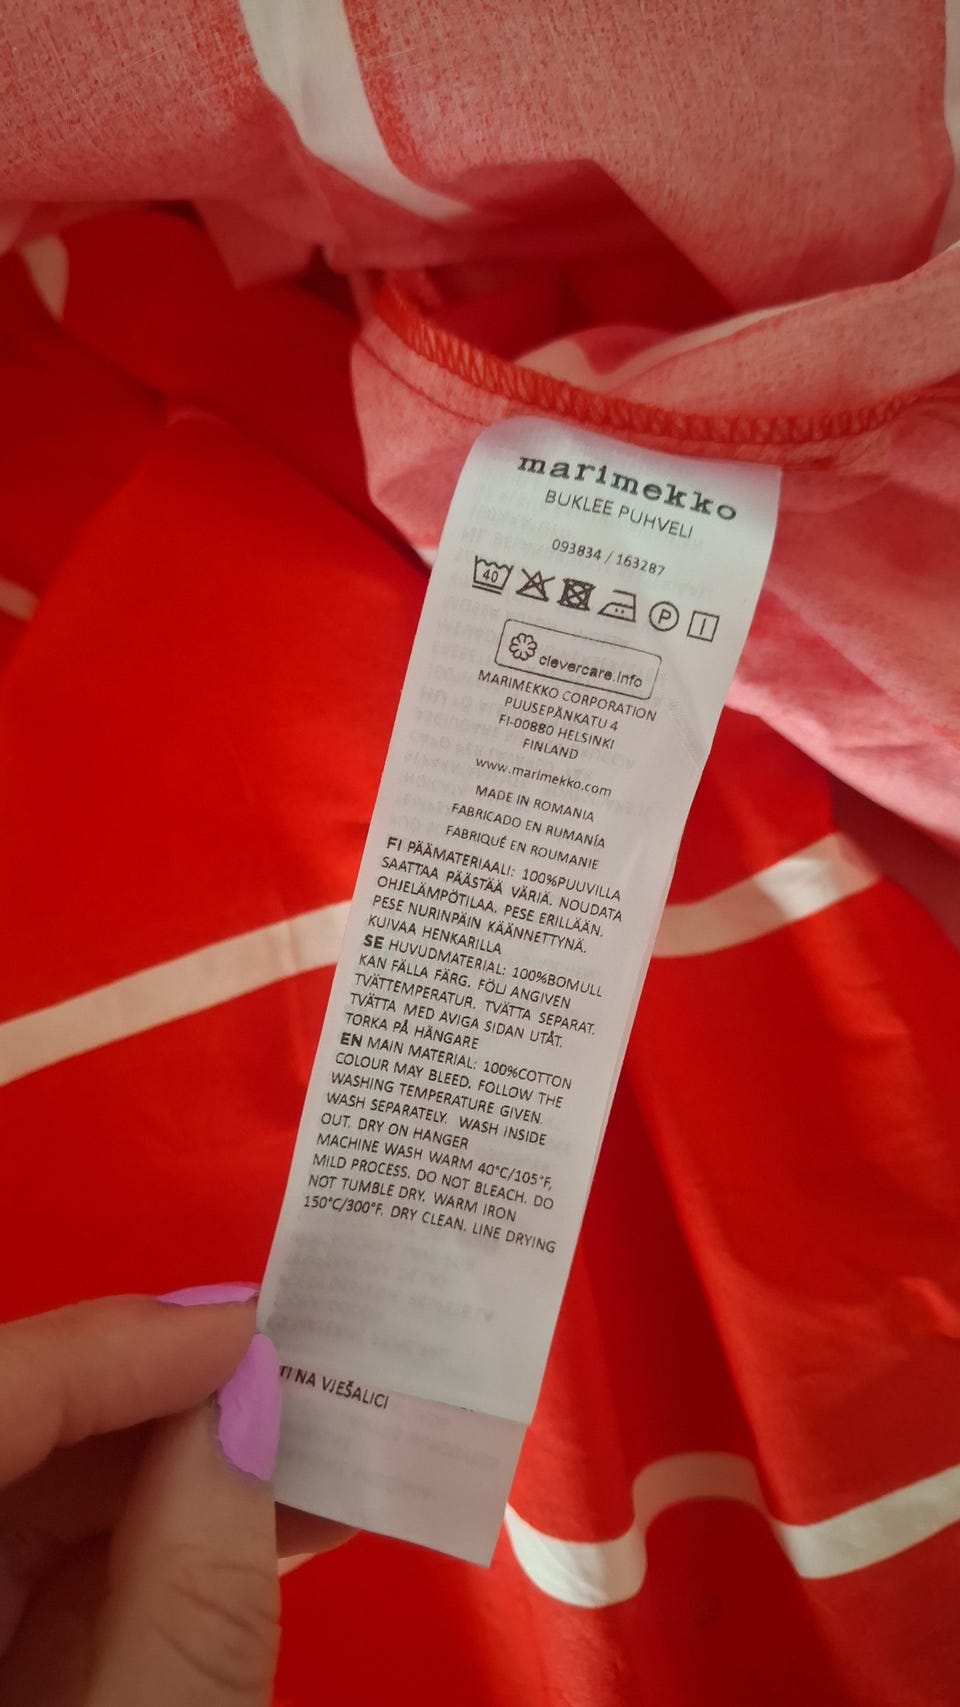 marimekko
BUKLEE PUHVELI
093834 / 163287
40
P
clevercare.info
MARIMEKKO CORPORATION
PUUSEPÄNKATU 4
FI-00880 HELSINKI
FINLAND
www.marimekko.com
MADE IN ROMANIA
FABRICADO EN RUMANÍA
FABRIQUÉ EN ROUMANIE
FI PÄÄMATERIAALI: 100%PUUVILLA
SAATTAA PÄÄSTÄÄ VÄRIÄ. NOUDATA
OHJELÄMPÖTILAA. PESE ERILLÄÄN.
PESE NURINPÄIN KÄÄNNETTYNÄ.
KUIVAA HENKARILLA
SE HUVUDMATERIAL: 100%BOMULL
KAN FÄLLA FÄRG. FÖLJ ANGIVEN
TVÄTTEMPERATUR. TVÄTTA SEPARAT.
TVÄTTA MED AVIGA SIDAN UTÅT.
TORKA PÅ HÄNGARE
EN MAIN MATERIAL: 100%COTTON
COLOUR MAY BLEED. FOLLOW THE
WASHING TEMPERATURE GIVEN.
WASH SEPARATELY. WASH INSIDE
OUT. DRY ON HANGER
MACHINE WASH WARM 40°C/105°F,
MILD PROCESS. DO NOT BLEACH. DO
NOT TUMBLE DRY. WARM IRON
150°C/300°F. DRY CLEAN. LINE DRYING
TI NA VJEŠALICI